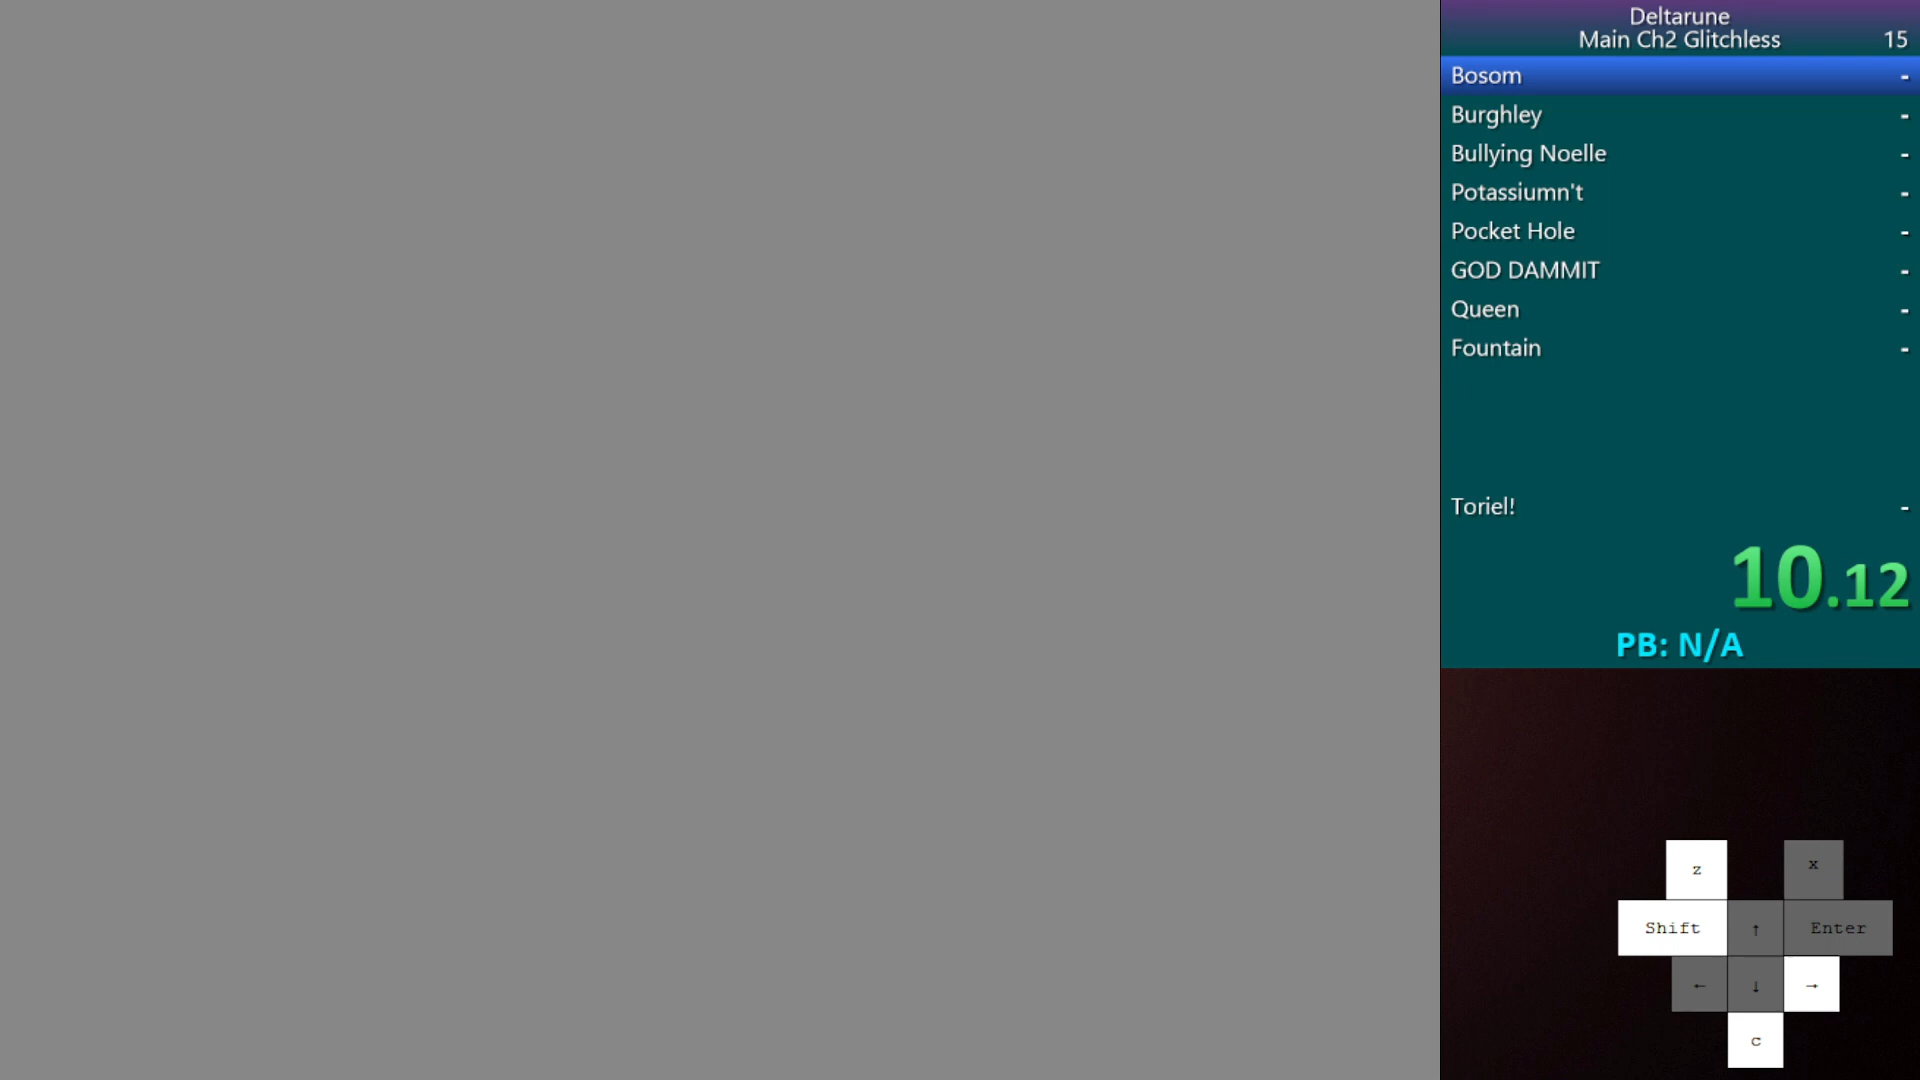 Deltarune
Main Ch2 Glitchless 15
Bosom -
Burghley -
Bullying Noelle -
Potassiumn't -
Pocket Hole -
GOD DAMMIT -
Queen -
Fountain -
Toriel! -
10.12
PB: N/A
z x
Shift ↑ Enter
← ↓ →
c